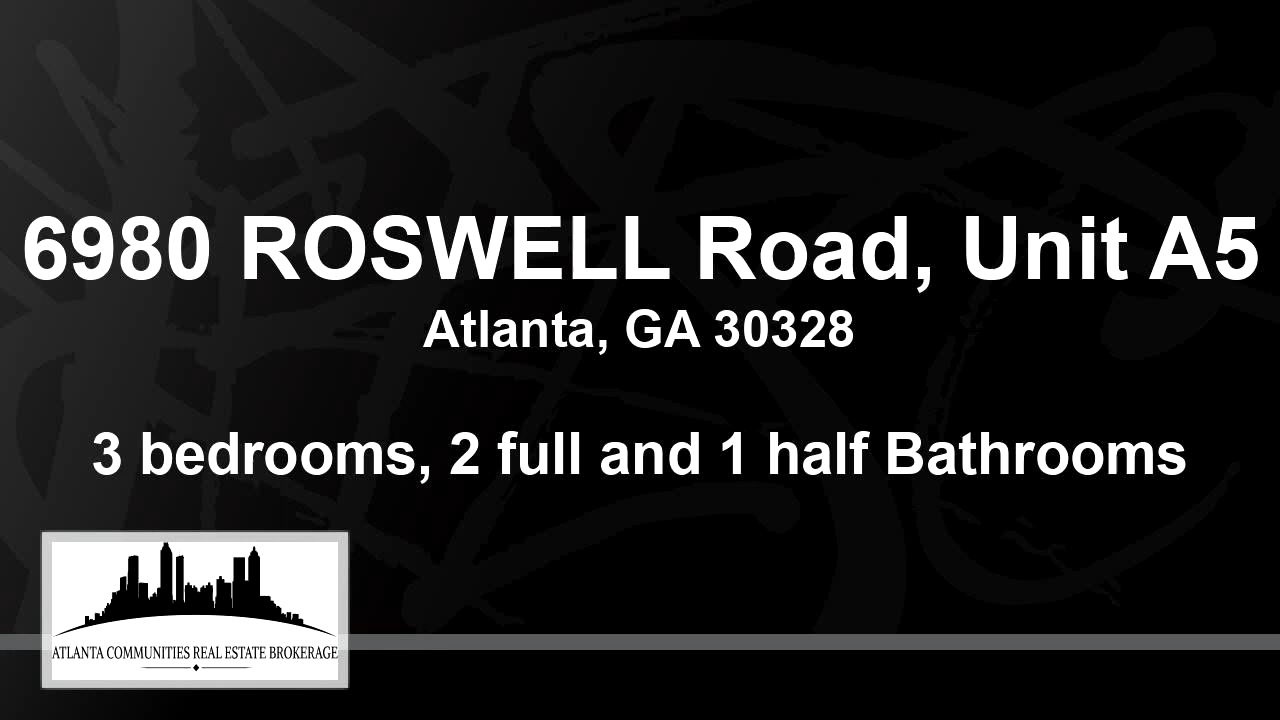 6980 ROSWELL Road, Unit A5
Atlanta, GA 30328
3 bedrooms, 2 full and 1 half Bathrooms
ATLANTA COMMUNITIES REAL ESTATE BROKERAGE